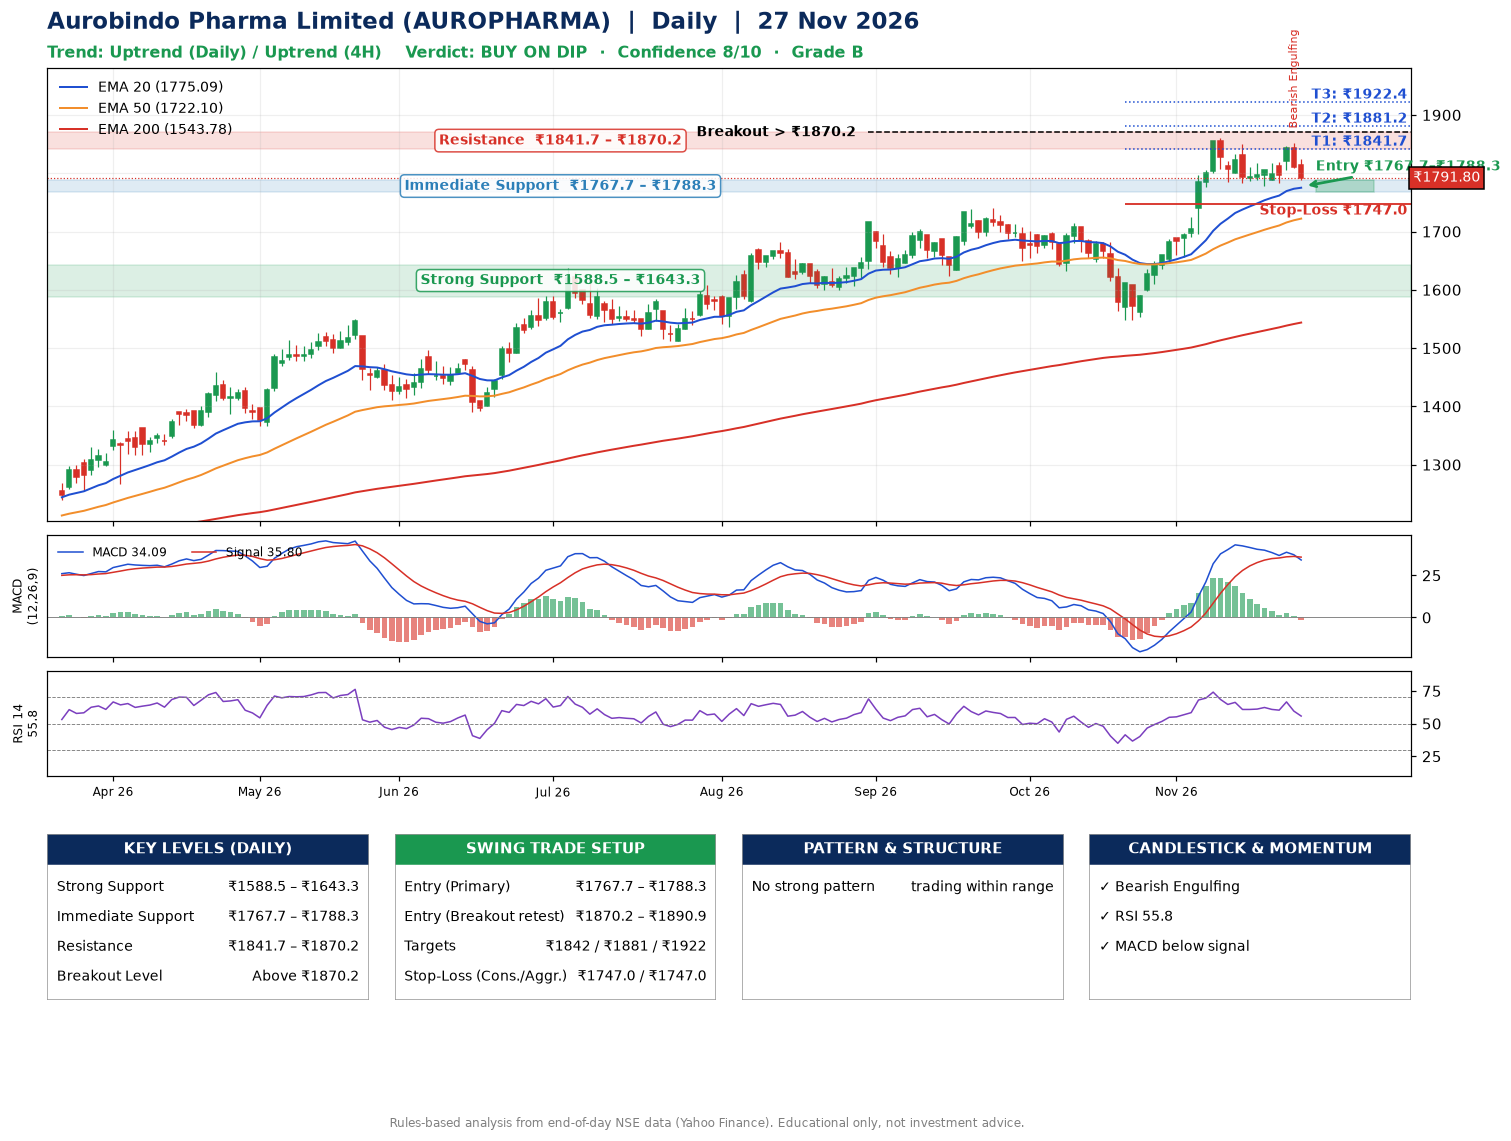 Aurobindo Pharma Limited (AUROPHARMA) | Daily | 27 Nov 2026
Trend: Uptrend (Daily) / Uptrend (4H) Verdict: BUY ON DIP · Confidence 8/10 · Grade B
EMA 20 (1775.09)
EMA 50 (1722.10)
EMA 200 (1543.78)
Bearish Engulfing
T3: ₹1922.4
T2: ₹1881.2
T1: ₹1841.7
Breakout > ₹1870.2
Resistance ₹1841.7 – ₹1870.2
Entry ₹1767.7–₹1788.3
₹1791.80
Immediate Support ₹1767.7 – ₹1788.3
Stop-Loss ₹1747.0
Strong Support ₹1588.5 – ₹1643.3
1900
1700
1600
1500
1400
1300
MACD 34.09 Signal 35.80
MACD (12,26,9)
25
0
RSI 14
55.8
75
50
25
Apr 26 May 26 Jun 26 Jul 26 Aug 26 Sep 26 Oct 26 Nov 26
KEY LEVELS (DAILY)
Strong Support ₹1588.5 – ₹1643.3
Immediate Support ₹1767.7 – ₹1788.3
Resistance ₹1841.7 – ₹1870.2
Breakout Level Above ₹1870.2
SWING TRADE SETUP
Entry (Primary) ₹1767.7 – ₹1788.3
Entry (Breakout retest) ₹1870.2 – ₹1890.9
Targets ₹1842 / ₹1881 / ₹1922
Stop-Loss (Cons./Aggr.) ₹1747.0 / ₹1747.0
PATTERN & STRUCTURE
No strong pattern trading within range
CANDLESTICK & MOMENTUM
✓ Bearish Engulfing
✓ RSI 55.8
✓ MACD below signal
Rules-based analysis from end-of-day NSE data (Yahoo Finance). Educational only, not investment advice.